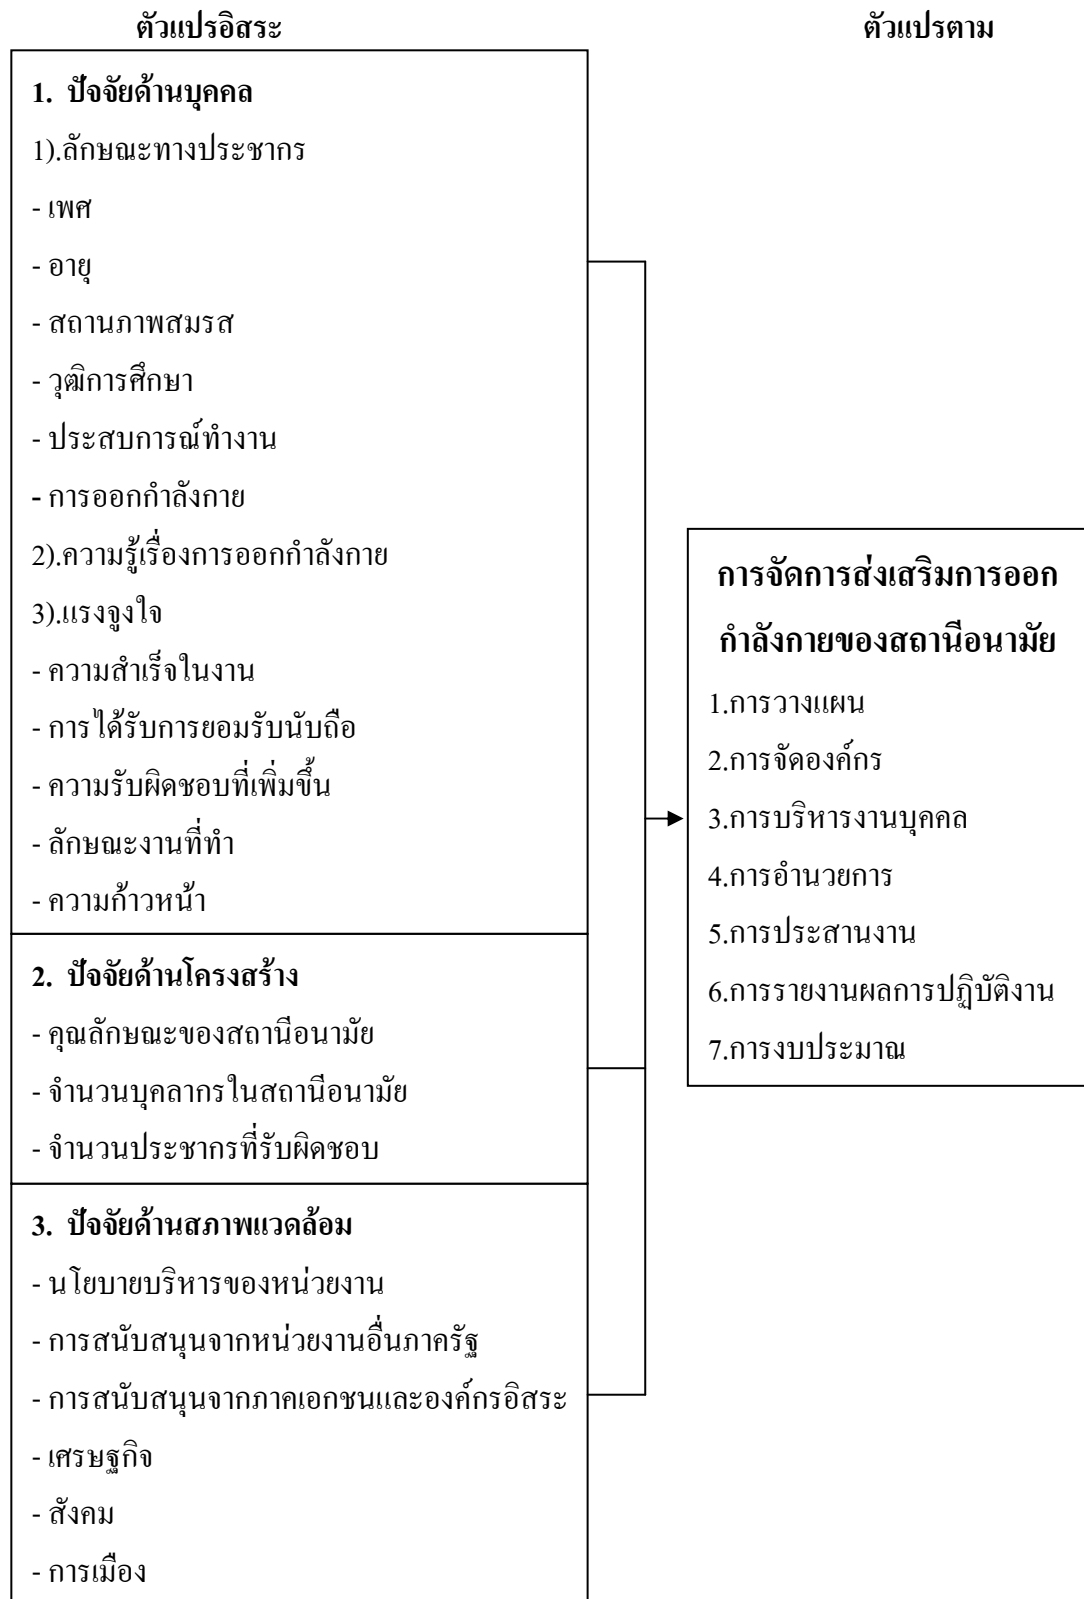 ตัวแปรอิสระ
ตัวแปรตาม
1. ปัจจัยด้านบุคคล
1).ลักษณะทางประชากร
- เพศ
- อายุ
- สถานภาพสมรส
- วุฒิการศึกษา
- ประสบการณ์ทำงาน
- การออกกำลังกาย
2).ความรู้เรื่องการออกกำลังกาย
3).แรงจูงใจ
- ความสำเร็จในงาน
- การได้รับการยอมรับนับถือ
- ความรับผิดชอบที่เพิ่มขึ้น
- ลักษณะงานที่ทำ
- ความก้าวหน้า
2. ปัจจัยด้านโครงสร้าง
- คุณลักษณะของสถานีอนามัย
- จำนวนบุคลากรในสถานีอนามัย
- จำนวนประชากรที่รับผิดชอบ
3. ปัจจัยด้านสภาพแวดล้อม
- นโยบายบริหารของหน่วยงาน
- การสนับสนุนจากหน่วยงานอื่นภาครัฐ
- การสนับสนุนจากภาคเอกชนและองค์กรอิสระ
- เศรษฐกิจ
- สังคม
- การเมือง
การจัดการส่งเสริมการออก
กำลังกายของสถานีอนามัย
1.การวางแผน
2.การจัดองค์กร
3.การบริหารงานบุคคล
4.การอำนวยการ
5.การประสานงาน
6.การรายงานผลการปฏิบัติงาน
7.การงบประมาณ